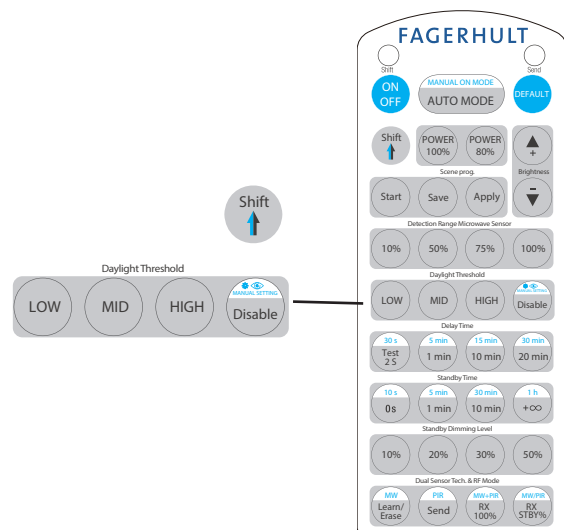 FAGERHULT
Shift
Send
ON
OFF
MANUAL ON MODE
AUTO MODE
DEFAULT
Shift
POWER
100%
POWER
80%
+
Scene prog.
Brightness
Start
Save
Apply
-
Detection Range Microwave Sensor
10%
50%
75%
100%
Daylight Threshold
LOW
MID
HIGH
MANUAL SETTING
Disable
Delay Time
30 s
Test
2 S
5 min
1 min
15 min
10 min
30 min
20 min
Standby Time
10 s
0s
5 min
1 min
30 min
10 min
1 h
+∞
Standby Dimming Level
10%
20%
30%
50%
Dual Sensor Tech. & RF Mode
MW
Learn/
Erase
PIR
Send
MW+PIR
RX
100%
MW/PIR
RX
STBY%
Shift
Daylight Threshold
LOW
MID
HIGH
MANUAL SETTING
Disable